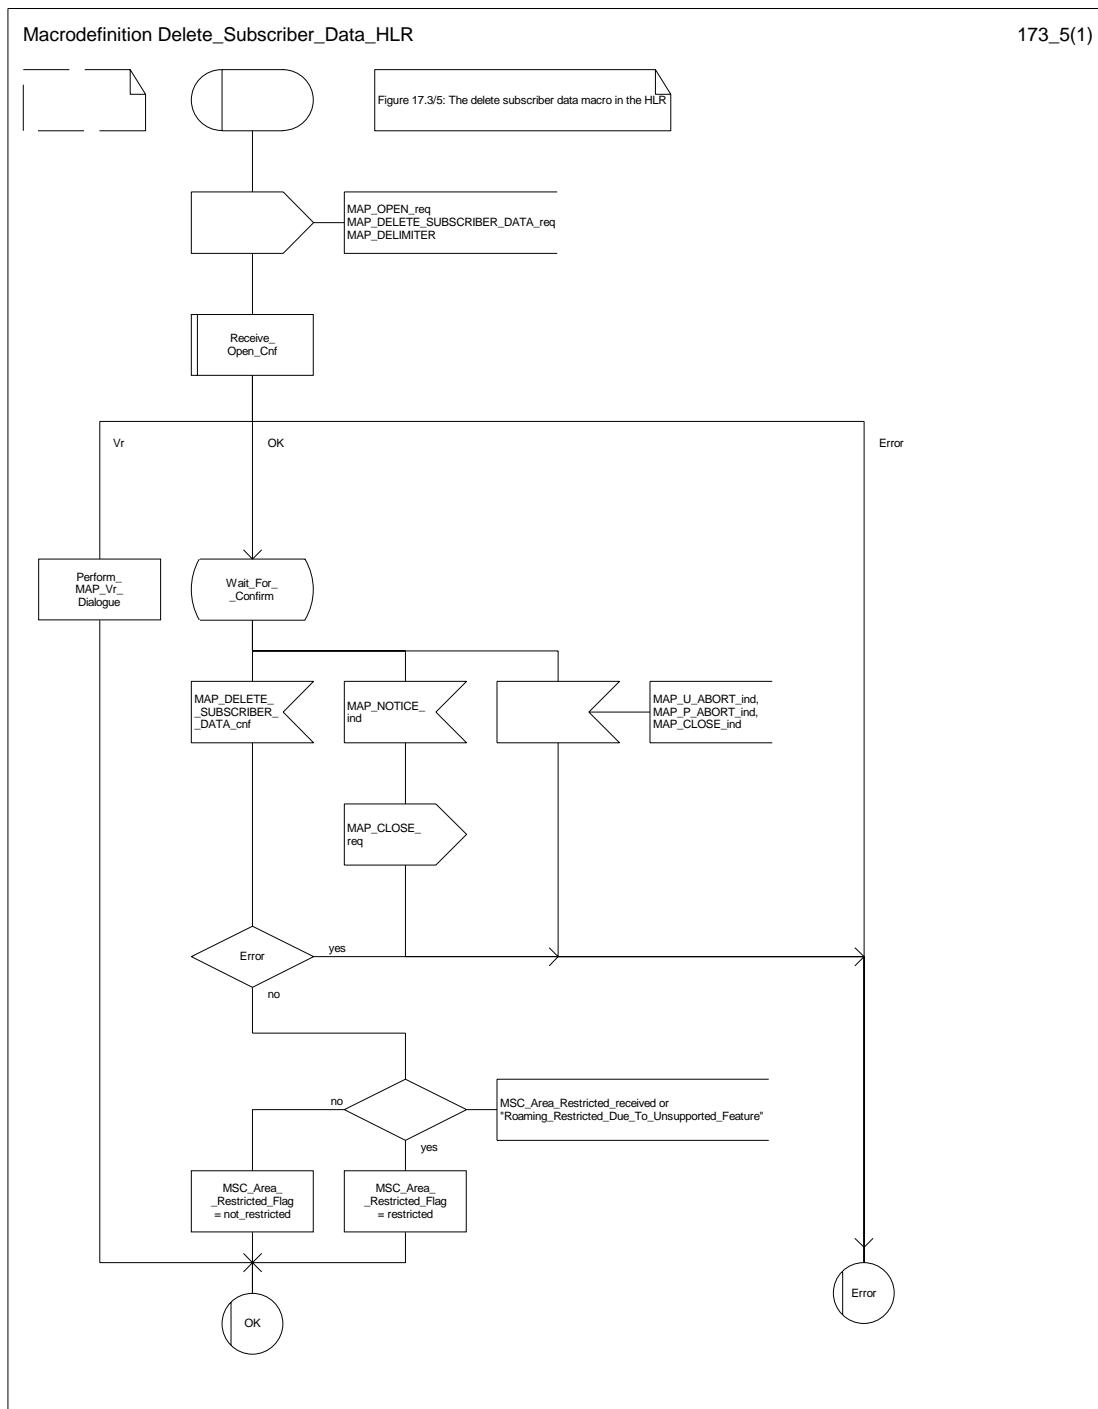 Macrodefinition Delete_Subscriber_Data_HLR
173_5(1)
Figure 17.3/5: The delete subscriber data macro in the HLR
MAP_OPEN_req
MAP_DELETE_SUBSCRIBER_DATA_req
MAP_DELIMITER
Receive_
Open_Cnf
Vr
OK
Error
Perform_
MAP_Vr_
Dialogue
Wait_For_
_Confirm
MAP_DELETE_
_SUBSCRIBER_
_DATA_cnf
MAP_NOTICE_
ind
MAP_U_ABORT_ind,
MAP_P_ABORT_ind,
MAP_CLOSE_ind
MAP_CLOSE_
req
Error
yes
no
no
MSC_Area_Restricted_received or
"Roaming_Restricted_Due_To_Unsupported_Feature"
yes
MSC_Area_
_Restricted_Flag
= not_restricted
MSC_Area_
_Restricted_Flag
= restricted
OK
Error